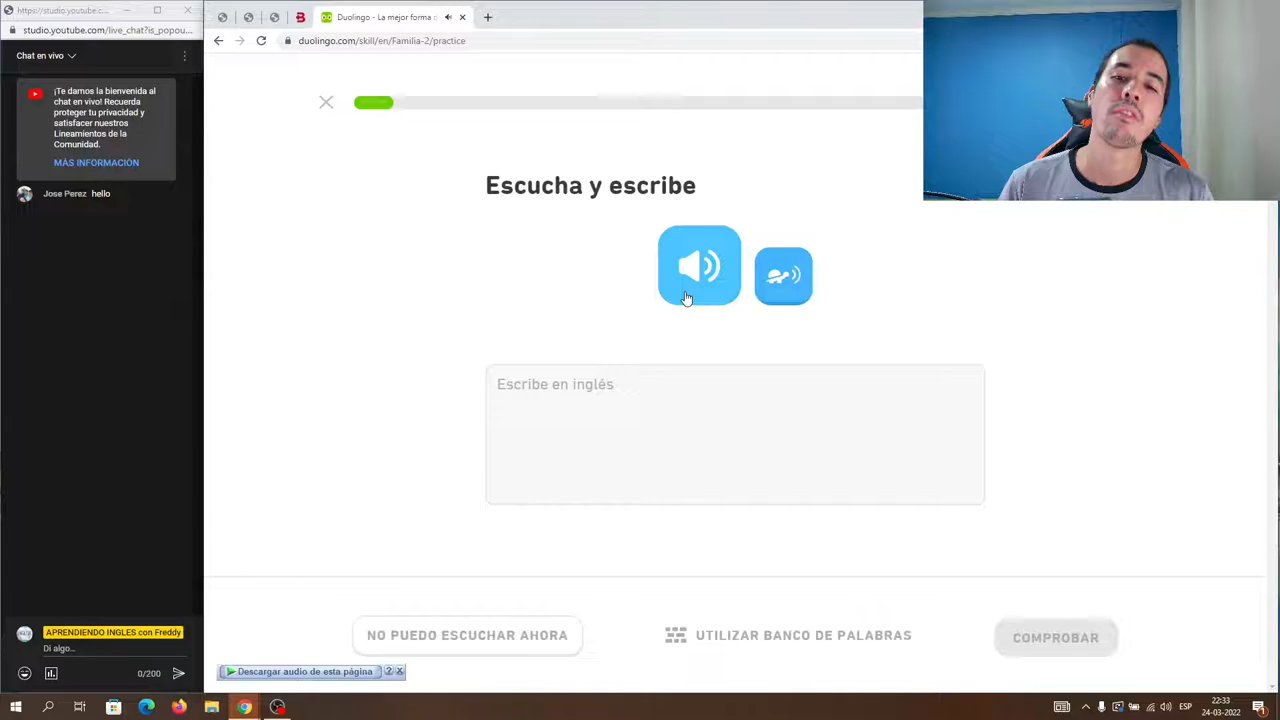 https://studio.youtube.c...
studio.youtube.com/live_chat?is_popou...
Chat en vivo
¡Te damos la bienvenida al
chat en vivo! Recuerda
proteger tu privacidad y
satisfacer nuestros
Lineamientos de la
Comunidad.
MÁS INFORMACIÓN
Jose Perez hello
APRENDIENDO INGLES con Freddy
Di algo...
0/200
Duolingo - La mejor forma d
duolingo.com/skill/en/Familia-2/practice
Escucha y escribe
Escribe en inglés
NO PUEDO ESCUCHAR AHORA
UTILIZAR BANCO DE PALABRAS
COMPROBAR
Descargar audio de esta página
ESP
22:33
24-03-2022